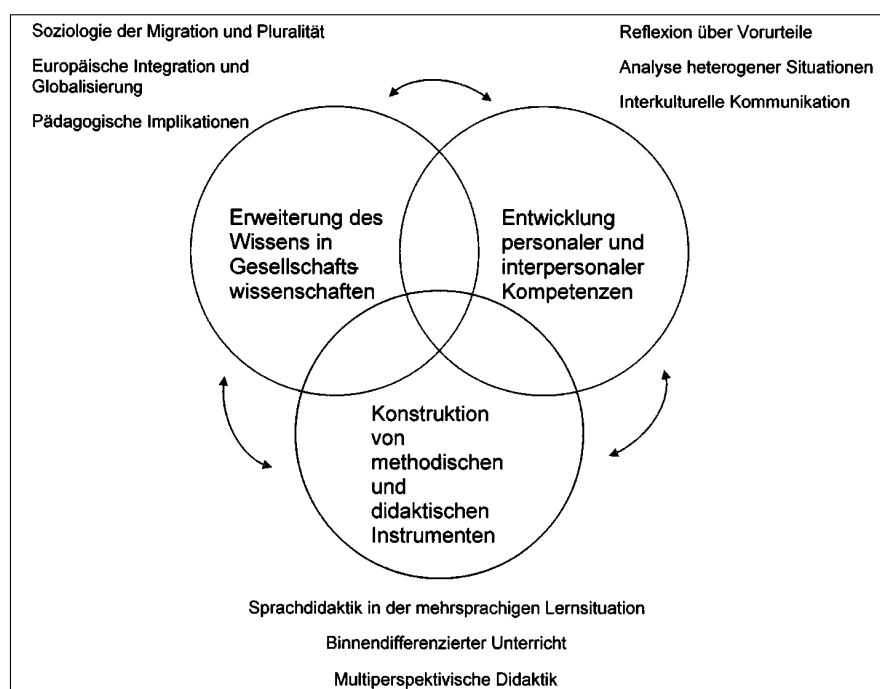 Soziologie der Migration und Pluralität
Europäische Integration und
Globalisierung
Pädagogische Implikationen
Reflexion über Vorurteile
Analyse heterogener Situationen
Interkulturelle Kommunikation
Erweiterung des
Wissens in
Gesellschafts-
wissenschaften
Entwicklung
personaler und
interpersonaler
Kompetenzen
Konstruktion
von
methodischen
und
didaktischen
Instrumenten
Sprachdidaktik in der mehrsprachigen Lernsituation
Binnendifferenzierter Unterricht
Multiperspektivische Didaktik